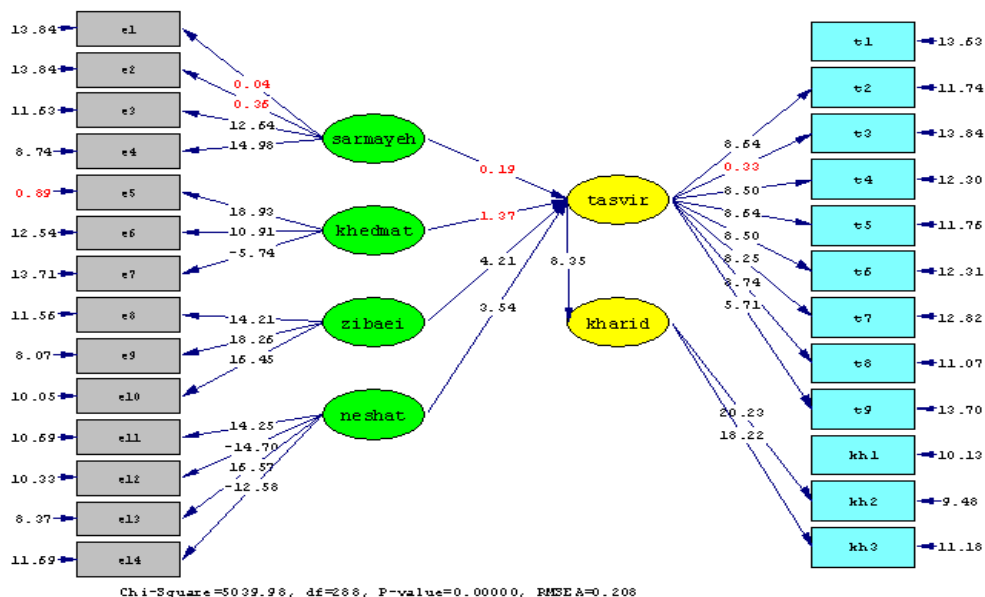 13.84 e1
13.84 e2
11.53 e3
8.74 e4
0.89 e5
12.54 e6
13.71 e7
11.56 e8
8.07 e9
10.05 e10
10.69 e11
10.33 e12
8.37 e13
11.69 e14
0.04
0.35
12.64
14.98
18.93
10.91
-5.74
14.21
18.26
16.45
14.25
-14.70
16.57
-12.58
sarmayeh
khedmat
zibaei
neshat
0.19
1.37
4.21
3.54
tasvir
8.35
kharid
8.64
0.33
8.50
8.64
8.50
8.25
8.74
5.71
20.23
18.22
t1 13.53
t2 11.74
t3 13.84
t4 12.30
t5 11.76
t6 12.31
t7 12.82
t8 11.07
t9 13.70
kh1 10.13
kh2 9.48
kh3 11.18
Chi-Square=5039.98, df=288, P-value=0.00000, RMSEA=0.208